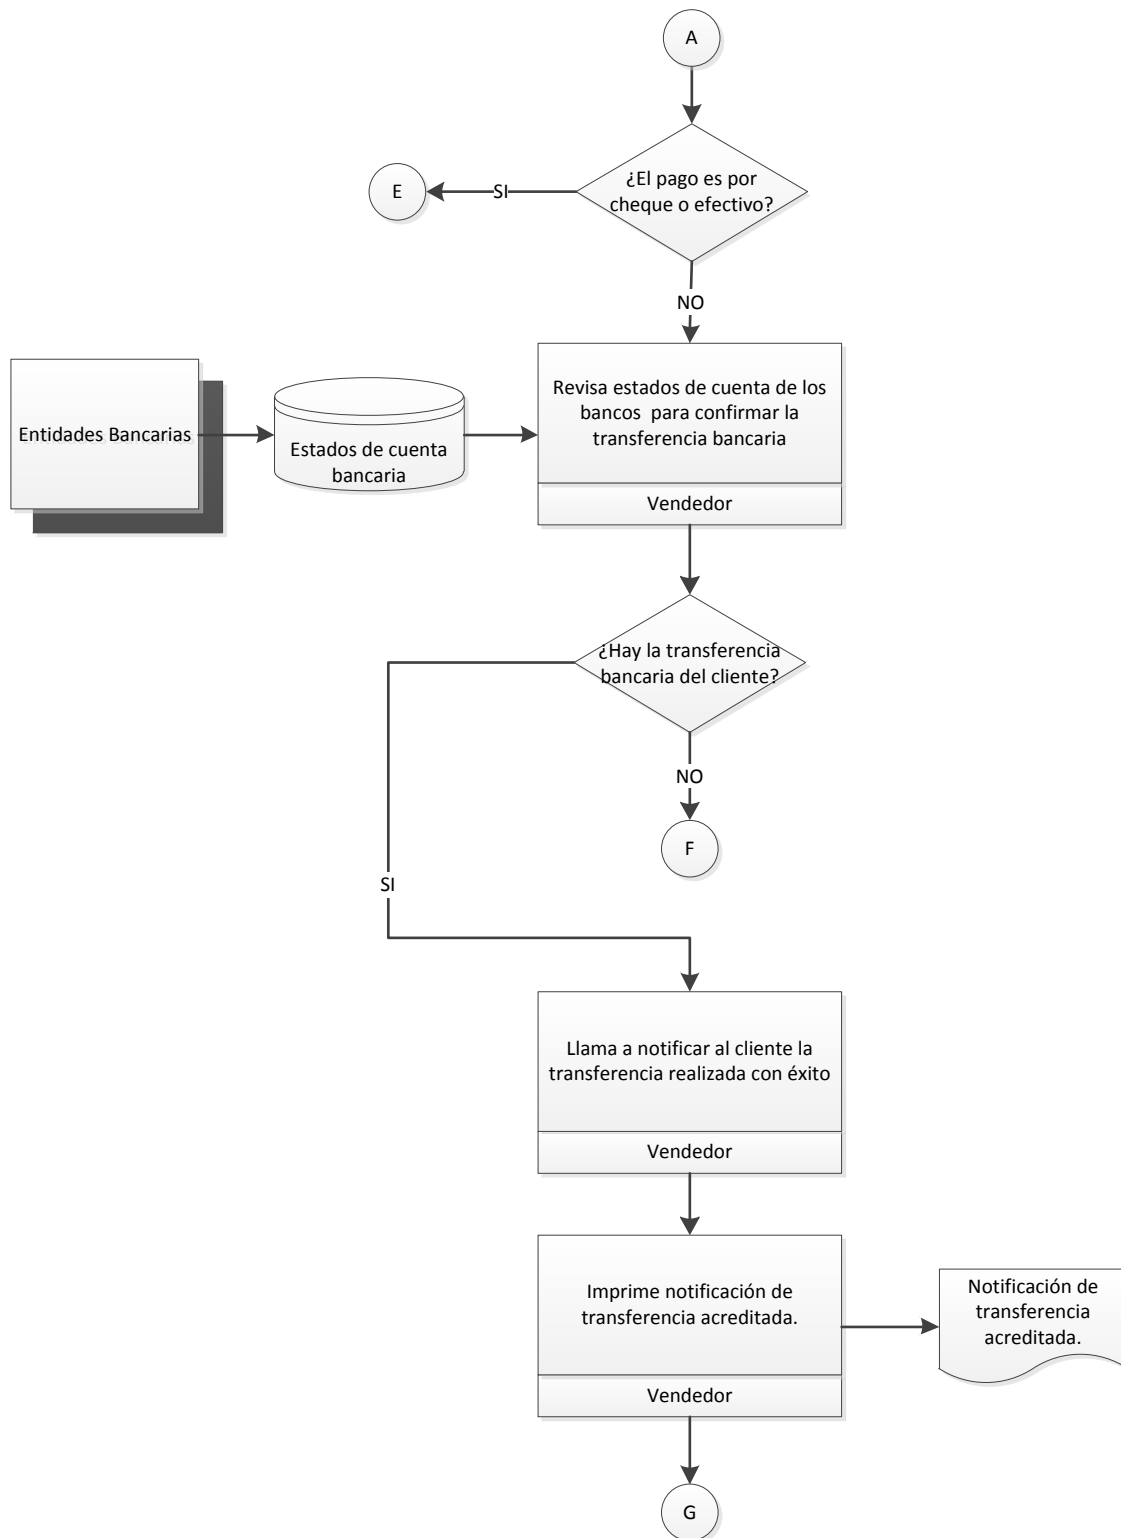 A
¿El pago es por
cheque o efectivo?
SI
E
NO
Entidades Bancarias
Estados de cuenta
bancaria
Revisa estados de cuenta de los
bancos para confirmar la
transferencia bancaria
Vendedor
¿Hay la transferencia
bancaria del cliente?
NO
F
SI
Llama a notificar al cliente la
transferencia realizada con éxito
Vendedor
Imprime notificación de
transferencia acreditada.
Vendedor
Notificación de
transferencia
acreditada.
G